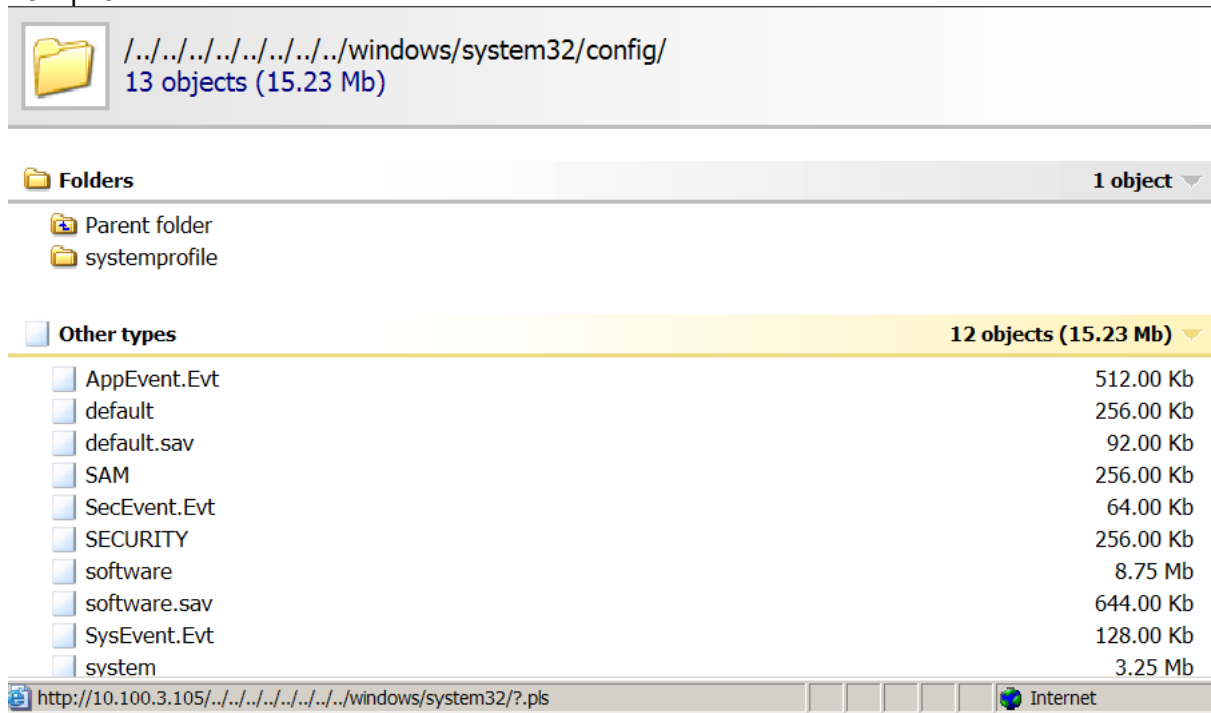 /../../../../../../../../windows/system32/config/
13 objects (15.23 Mb)
Folders 1 object
Parent folder
systemprofile
Other types 12 objects (15.23 Mb)
AppEvent.Evt 512.00 Kb
default 256.00 Kb
default.sav 92.00 Kb
SAM 256.00 Kb
SecEvent.Evt 64.00 Kb
SECURITY 256.00 Kb
software 8.75 Mb
software.sav 644.00 Kb
SysEvent.Evt 128.00 Kb
system 3.25 Mb
http://10.100.3.105/../../../../../../../../windows/system32/?.pls Internet